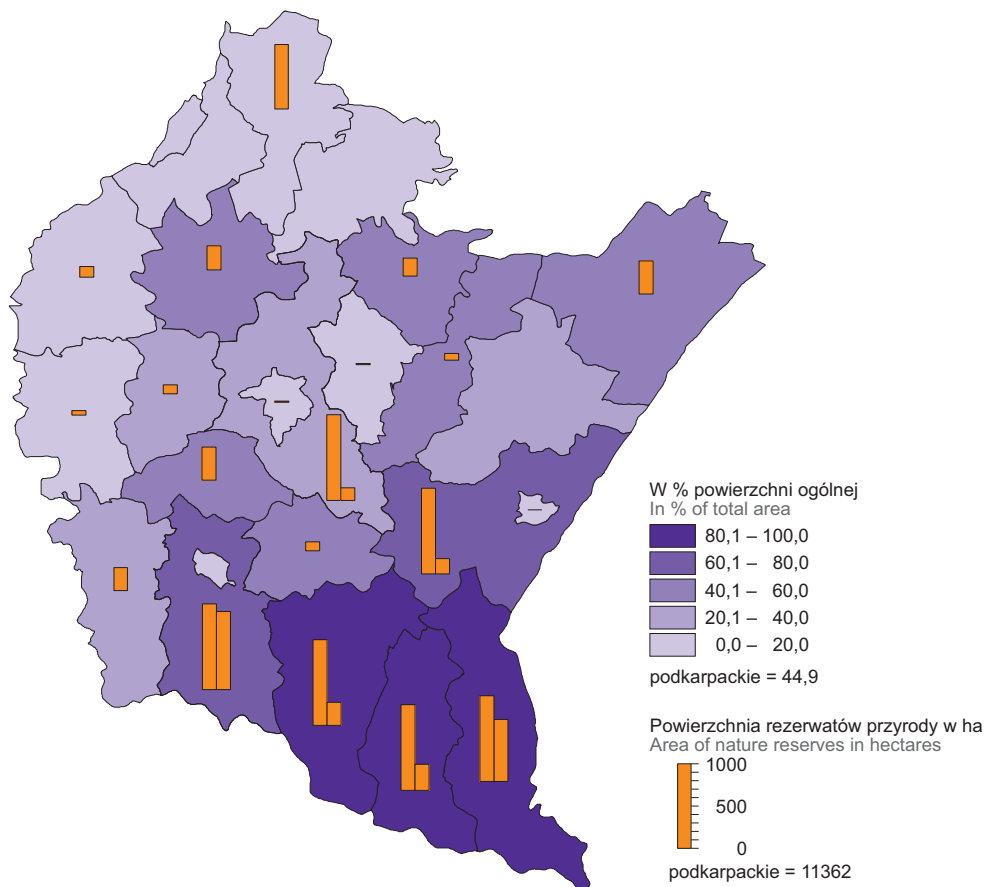 W % powierzchni ogólnej
In % of total area
80,1 – 100,0
60,1 – 80,0
40,1 – 60,0
20,1 – 40,0
0,0 – 20,0
podkarpackie = 44,9
Powierzchnia rezerwatów przyrody w ha
Area of nature reserves in hectares
1000
500
0
podkarpackie = 11362